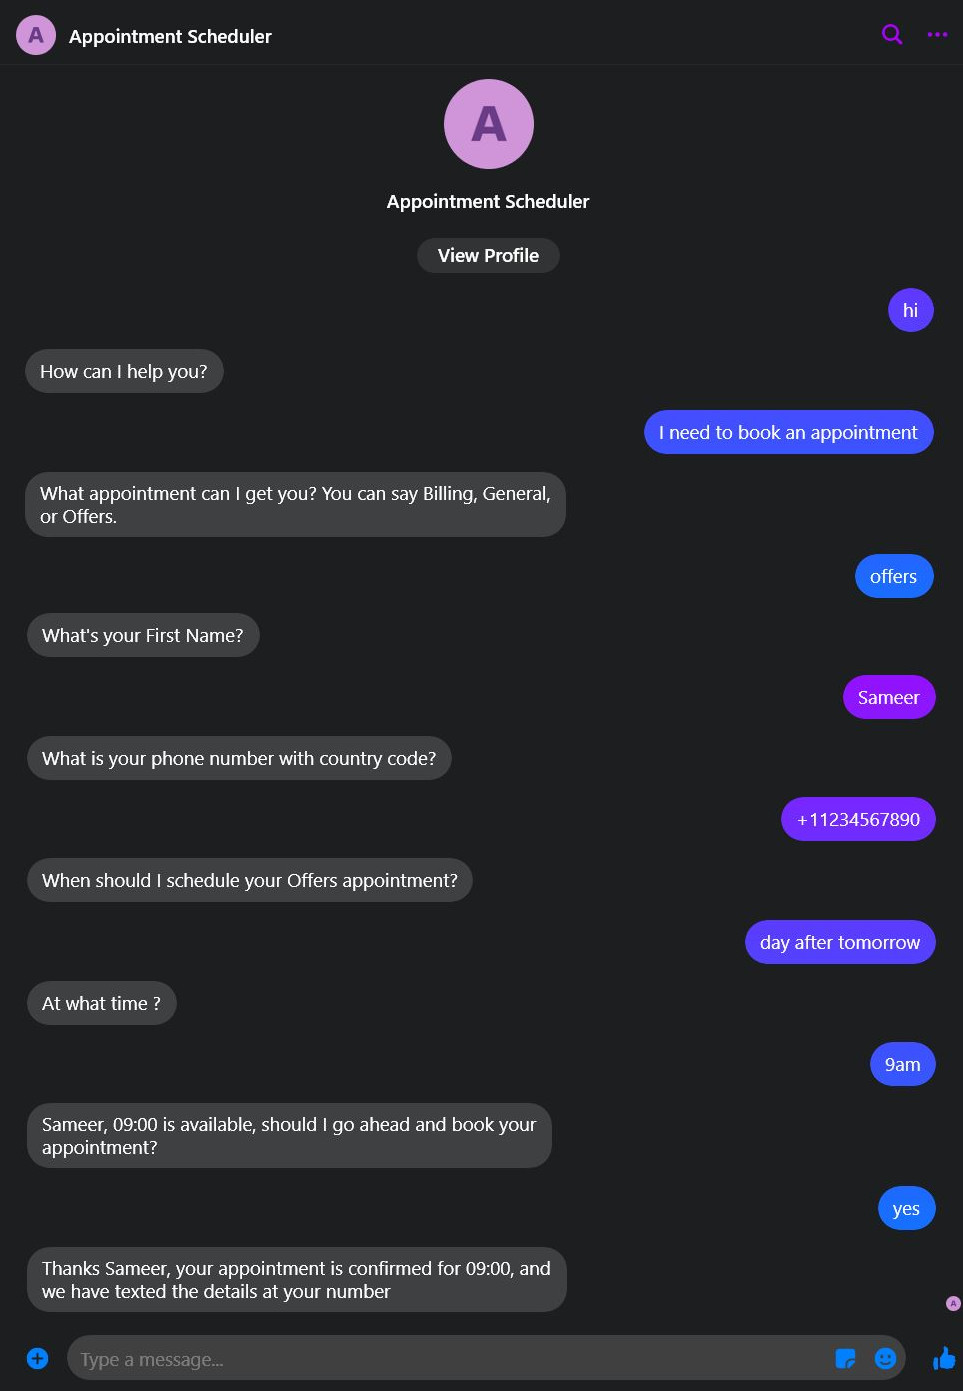 A
Appointment Scheduler
A
Appointment Scheduler
View Profile
hi
How can I help you?
I need to book an appointment
What appointment can I get you? You can say Billing, General,
or Offers.
offers
What's your First Name?
Sameer
What is your phone number with country code?
+11234567890
When should I schedule your Offers appointment?
day after tomorrow
At what time ?
9am
Sameer, 09:00 is available, should I go ahead and book your
appointment?
yes
Thanks Sameer, your appointment is confirmed for 09:00, and
we have texted the details at your number
A
Type a message...